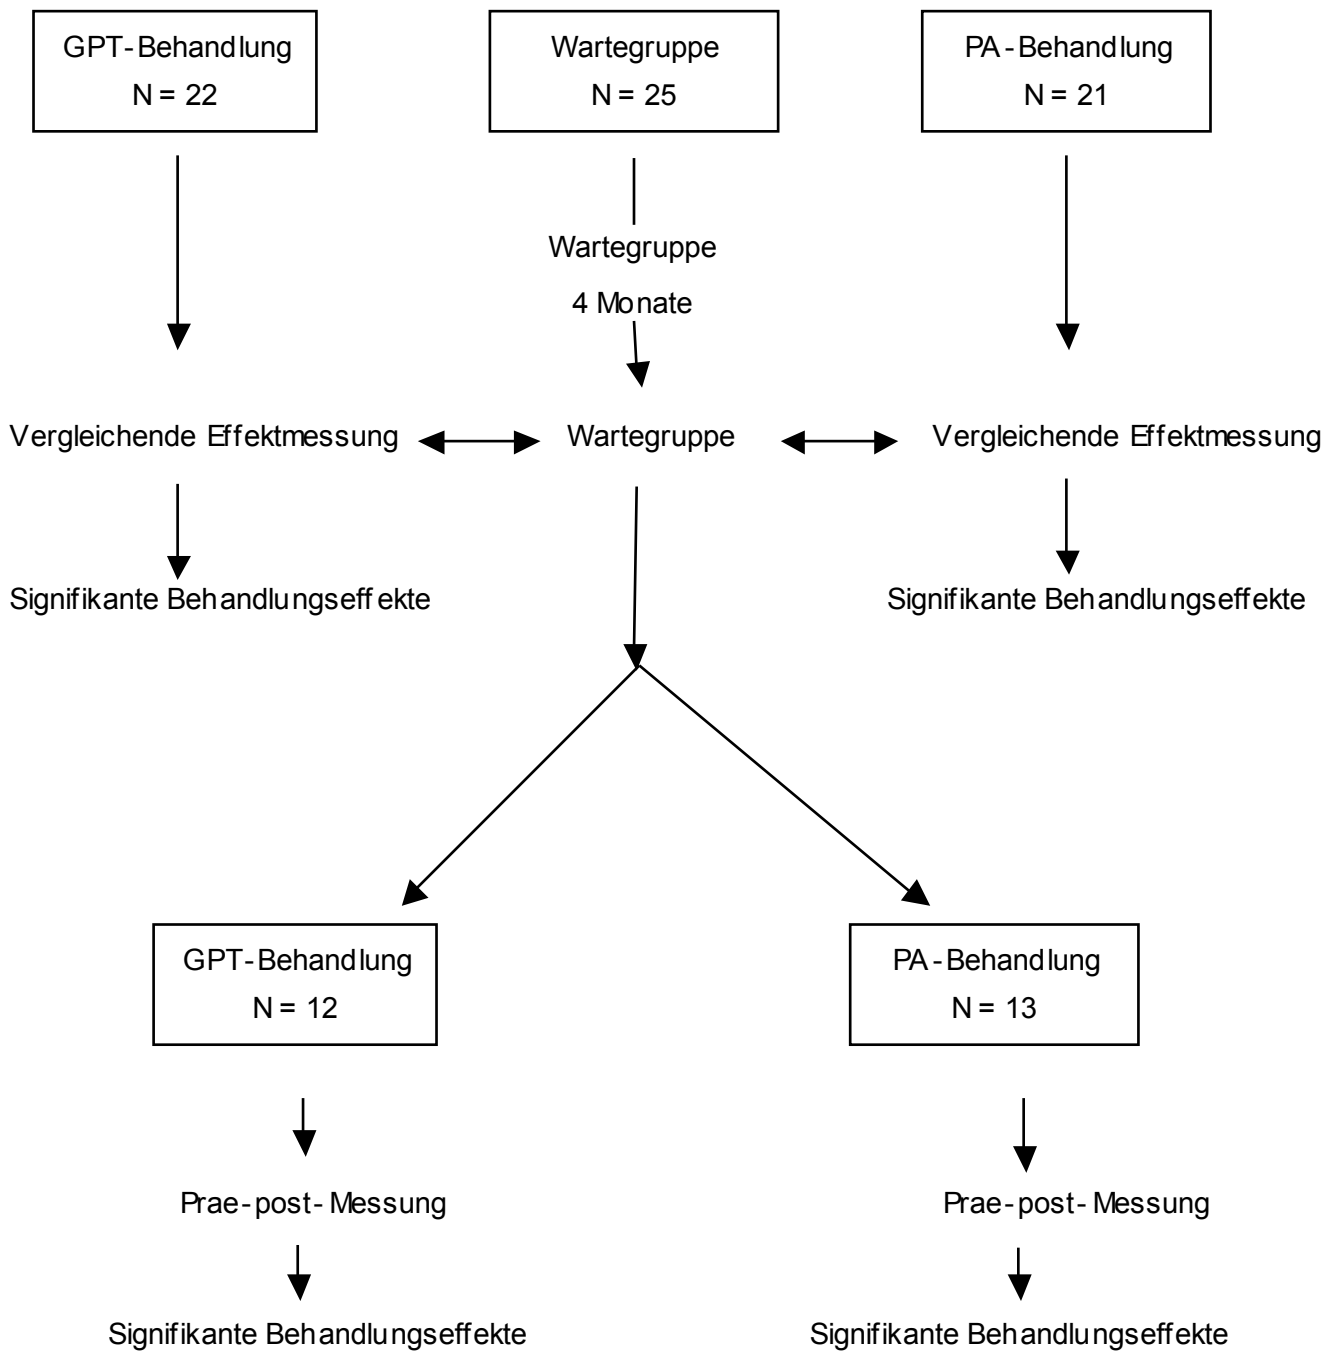 GPT-Behandlung
N = 22
Wartegruppe
N = 25
PA-Behandlung
N = 21
Wartegruppe
4 Monate
Vergleichende Effektmessung
Wartegruppe
Vergleichende Effektmessung
Signifikante Behandlungseffekte
Signifikante Behandlungseffekte
GPT-Behandlung
N = 12
PA-Behandlung
N = 13
Prae-post-Messung
Prae-post-Messung
Signifikante Behandlungseffekte
Signifikante Behandlungseffekte